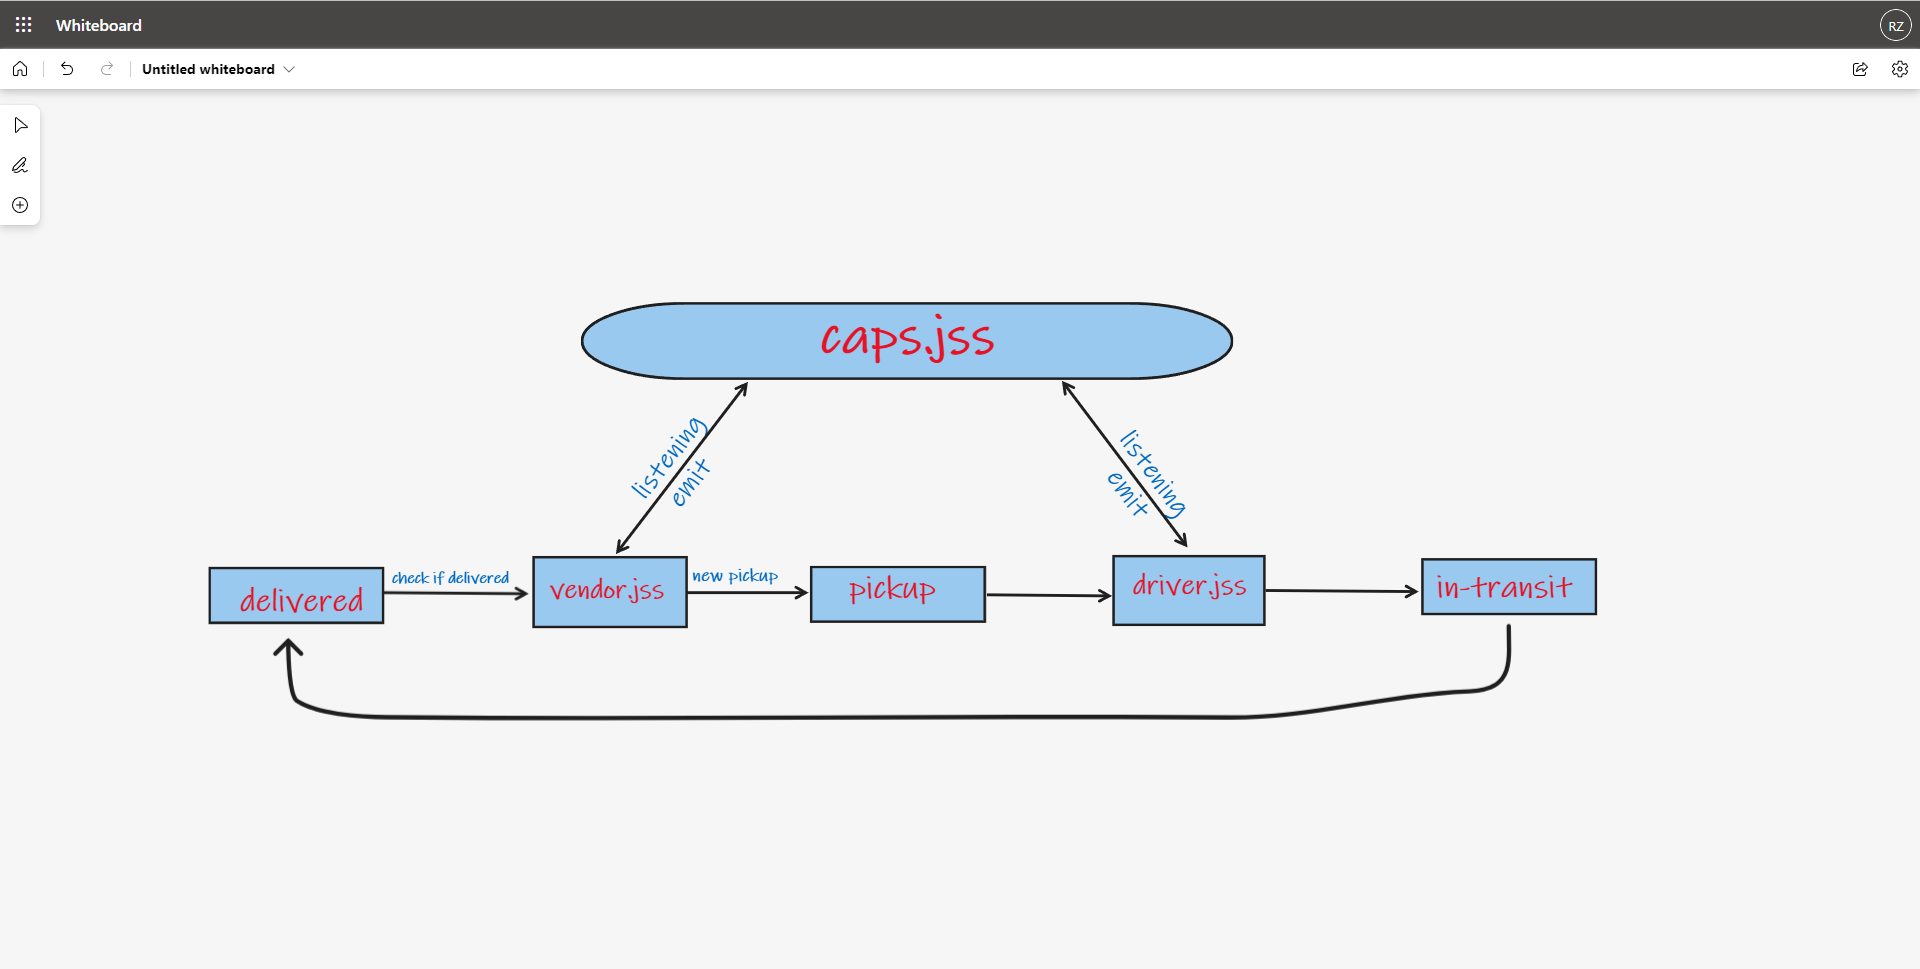 Whiteboard
RZ
Untitled whiteboard
caps.jss
listening
emit
listening
emit
delivered
check if delivered
vendor.jss
new pickup
pickup
driver.jss
in-transit